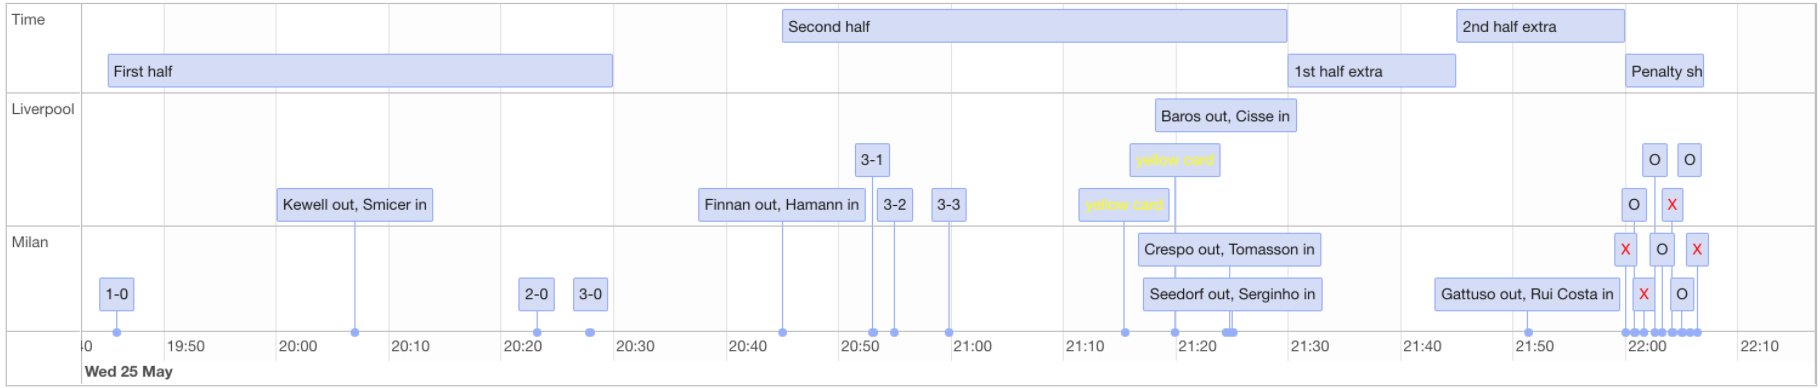 Time
Second half
2nd half extra
First half
1st half extra
Penalty sh
Liverpool
Baros out, Cisse in
3-1
yellow card
O
O
Kewell out, Smicer in
Finnan out, Hamann in
3-2
3-3
yellow card
O
X
Milan
Crespo out, Tomasson in
X
O
X
1-0
2-0
3-0
Seedorf out, Serginho in
Gattuso out, Rui Costa in
X
O
40
19:50
20:00
20:10
20:20
20:30
20:40
20:50
21:00
21:10
21:20
21:30
21:40
21:50
22:00
22:10
Wed 25 May